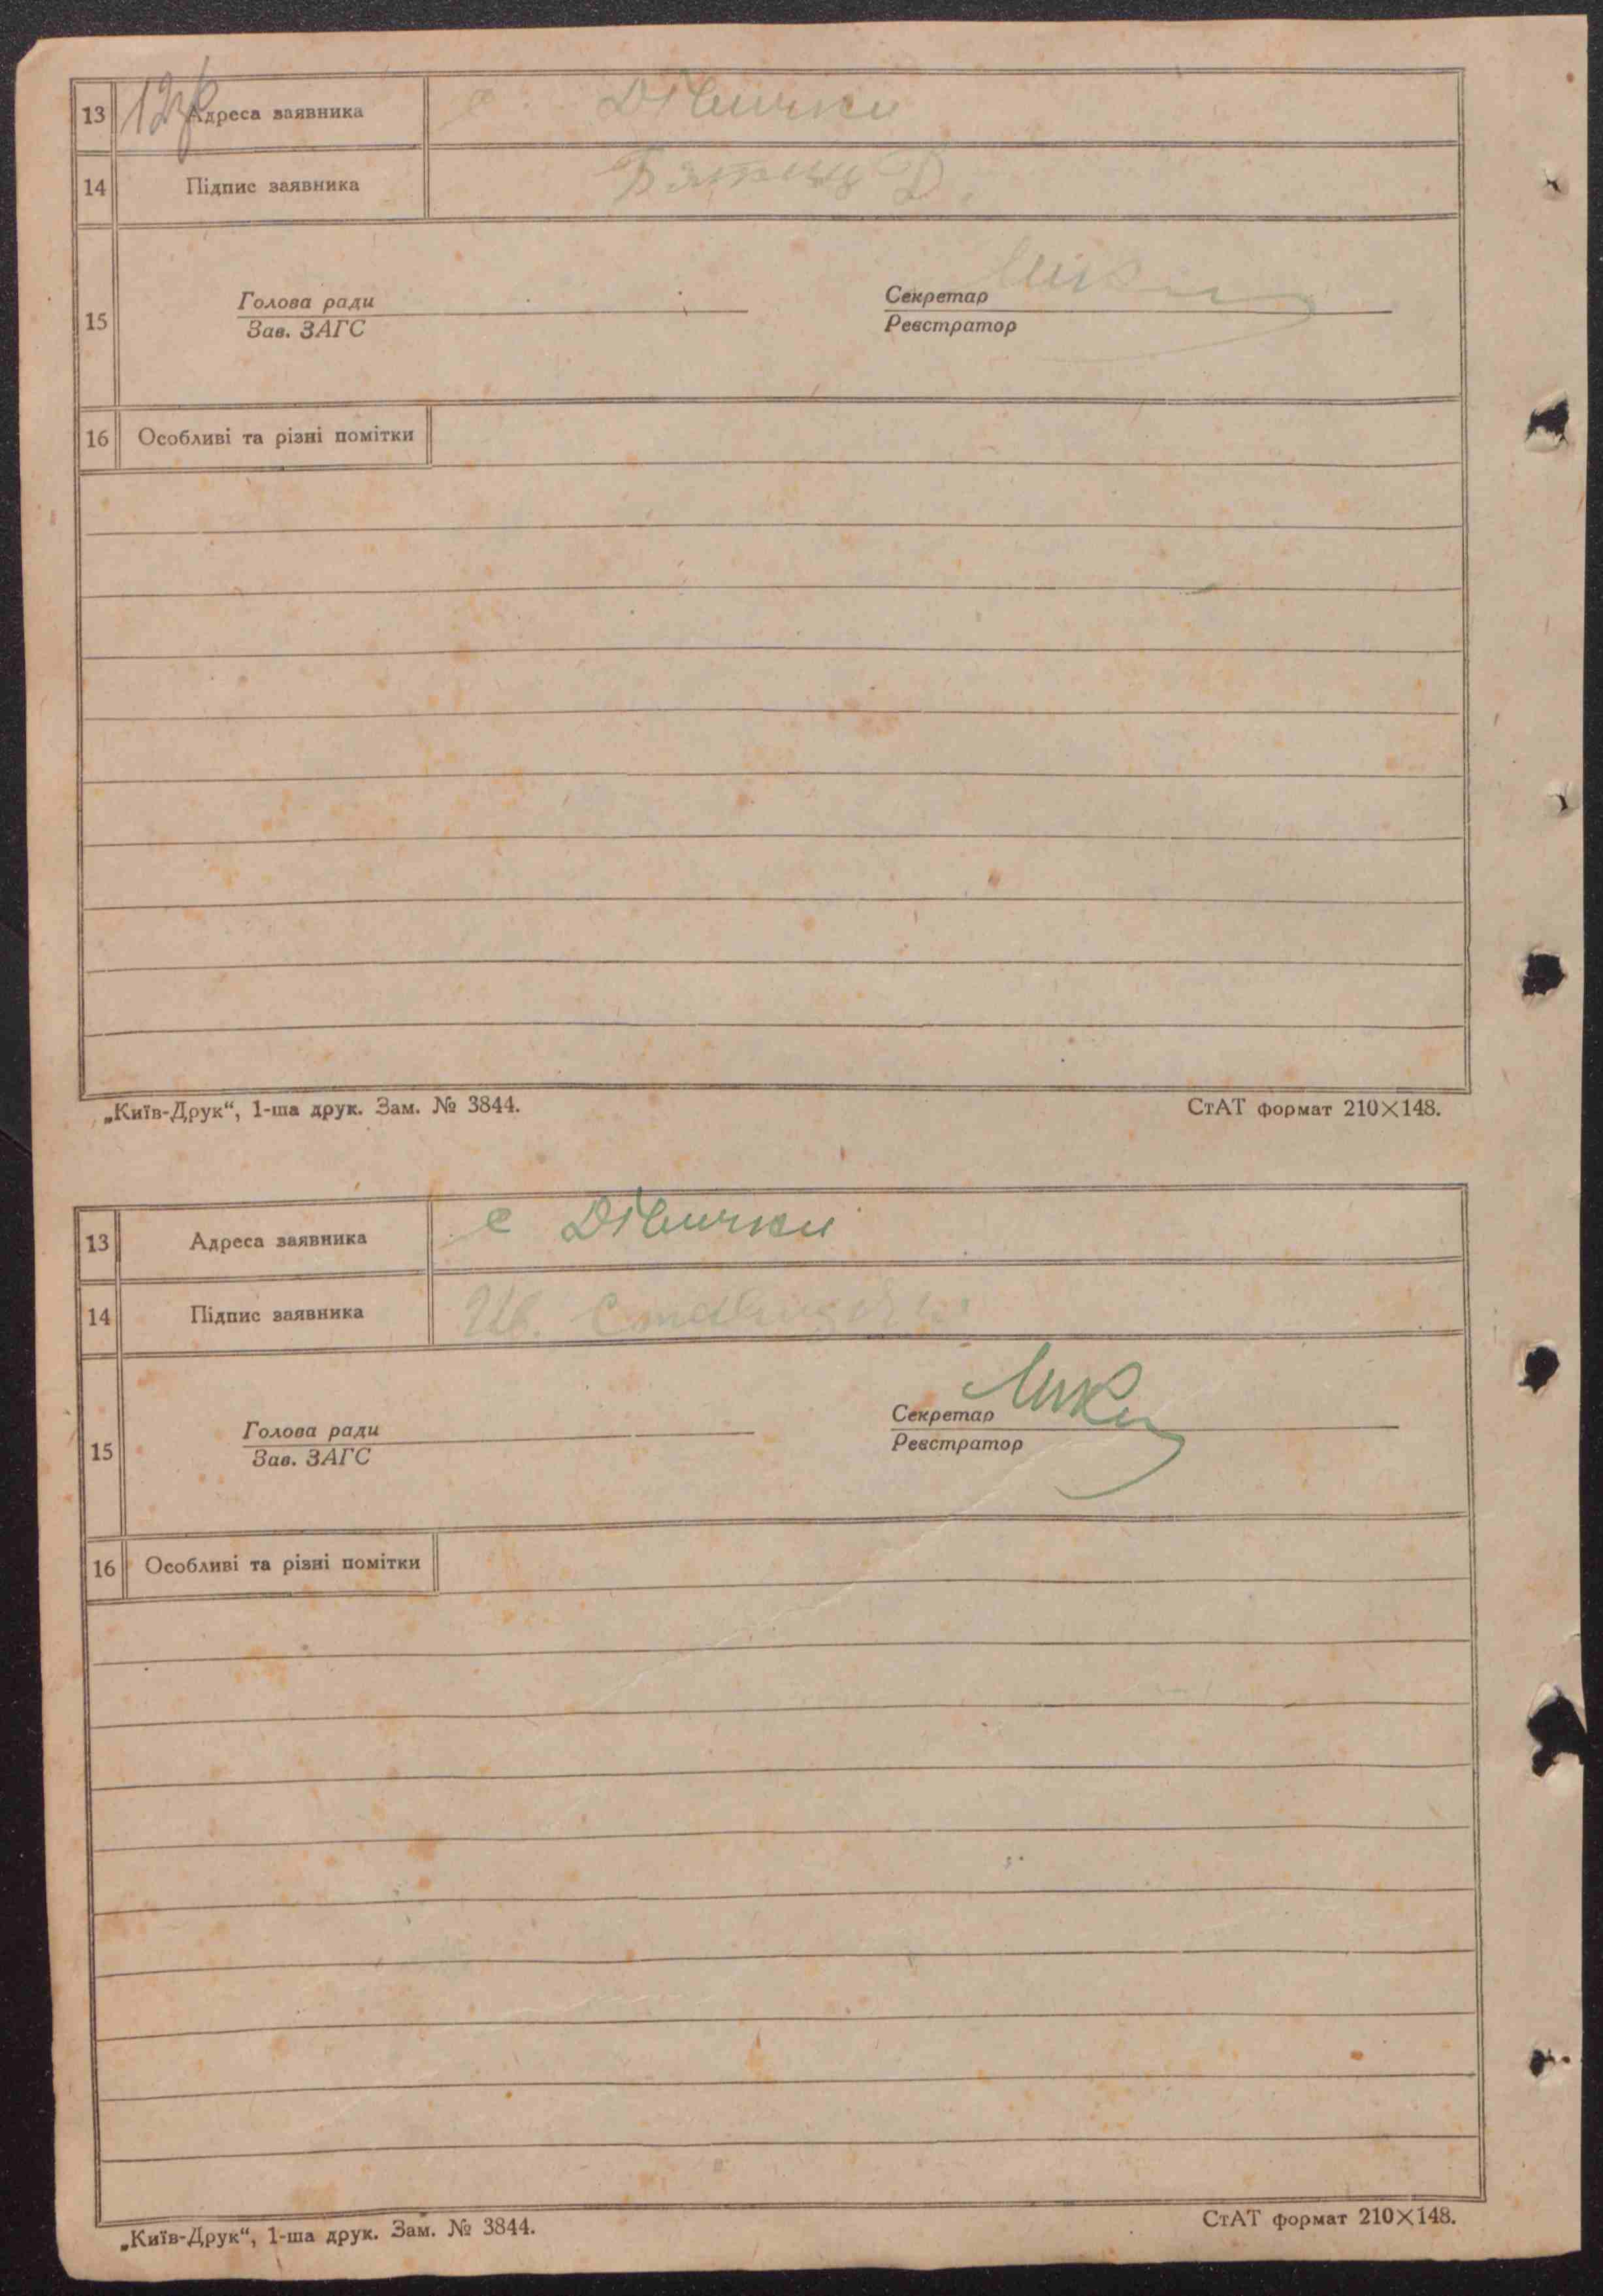 13 Адреса заявника с. Дівички
14 Підпис заявника Д.
15 Голова ради Секретар
Зав. ЗАГС Реєстратор
16 Особливі та різні помітки
„Київ-Друк“, 1-ша друк. Зам. № 3844. СтАТ формат 210×148.
13 Адреса заявника с Дівички
14 Підпис заявника
15 Голова ради Секретар
Зав. ЗАГС Реєстратор
16 Особливі та різні помітки
„Київ-Друк“, 1-ша друк. Зам. № 3844. СтАТ формат 210×148.